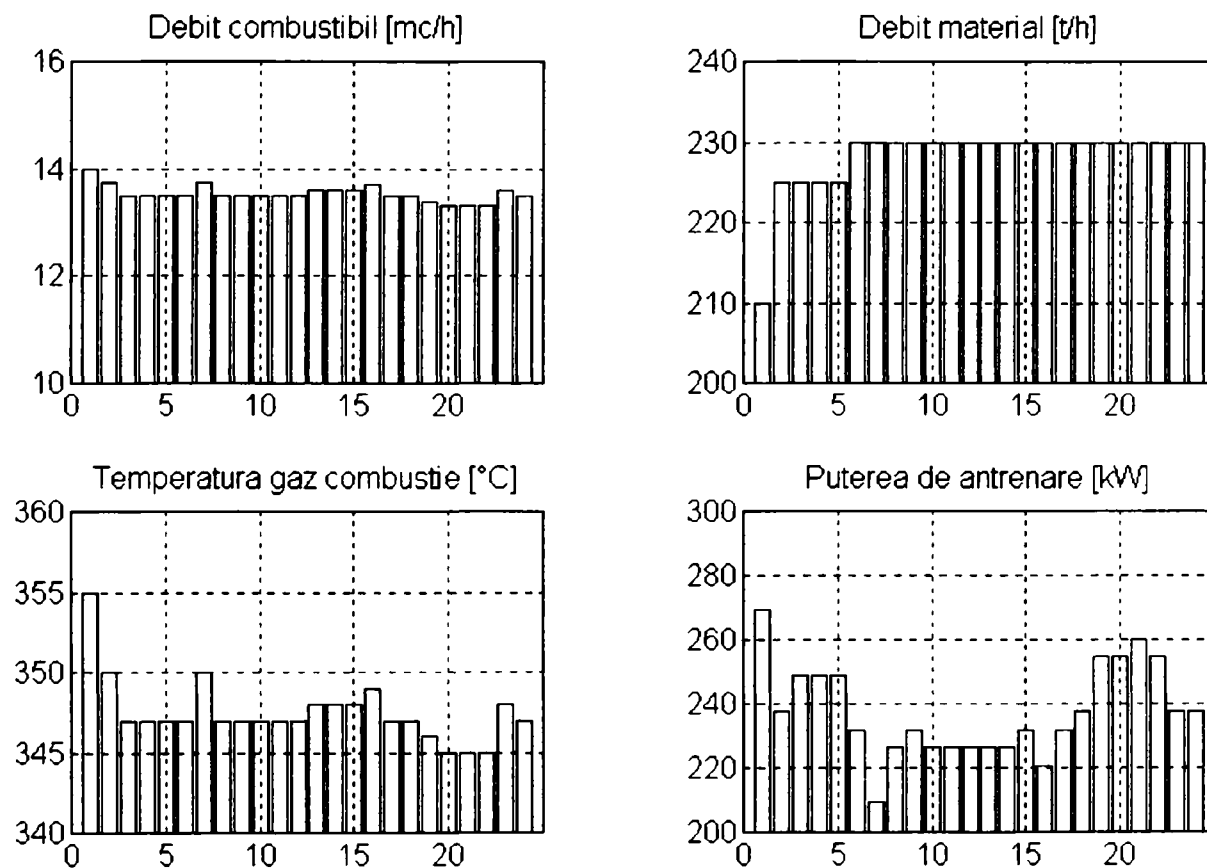 Debit combustibil [mc/h]
16
14
12
10
0 5 10 15 20
Debit material [t/h]
240
230
220
210
200
0 5 10 15 20
Temperatura gaz combustie [°C]
360
355
350
345
340
0 5 10 15 20
Puterea de antrenare [kW]
300
280
260
240
220
200
0 5 10 15 20